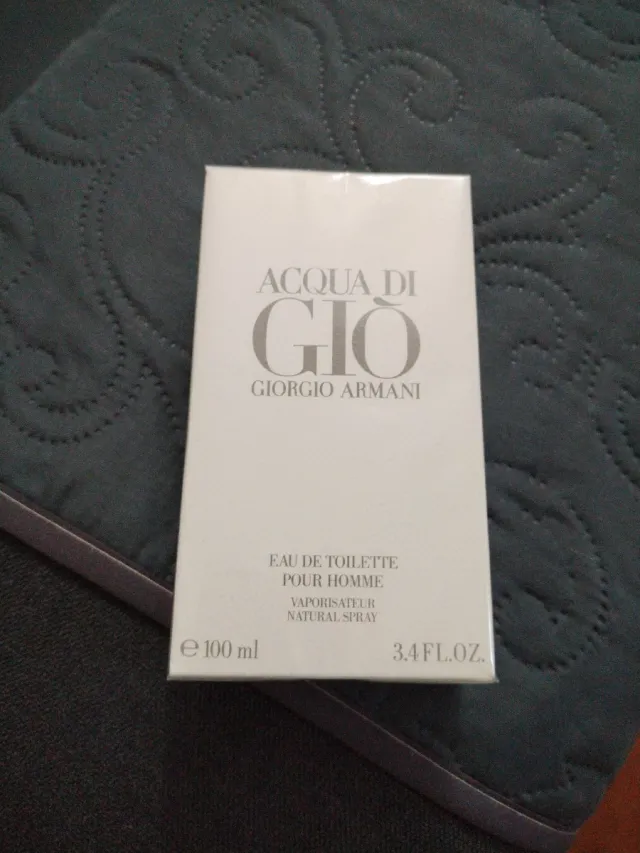 ACQUA DI
GIÒ
GIORGIO ARMANI
EAU DE TOILETTE
POUR HOMME
VAPORISATEUR
NATURAL SPRAY
℮ 100 ml
3.4 FL.OZ.